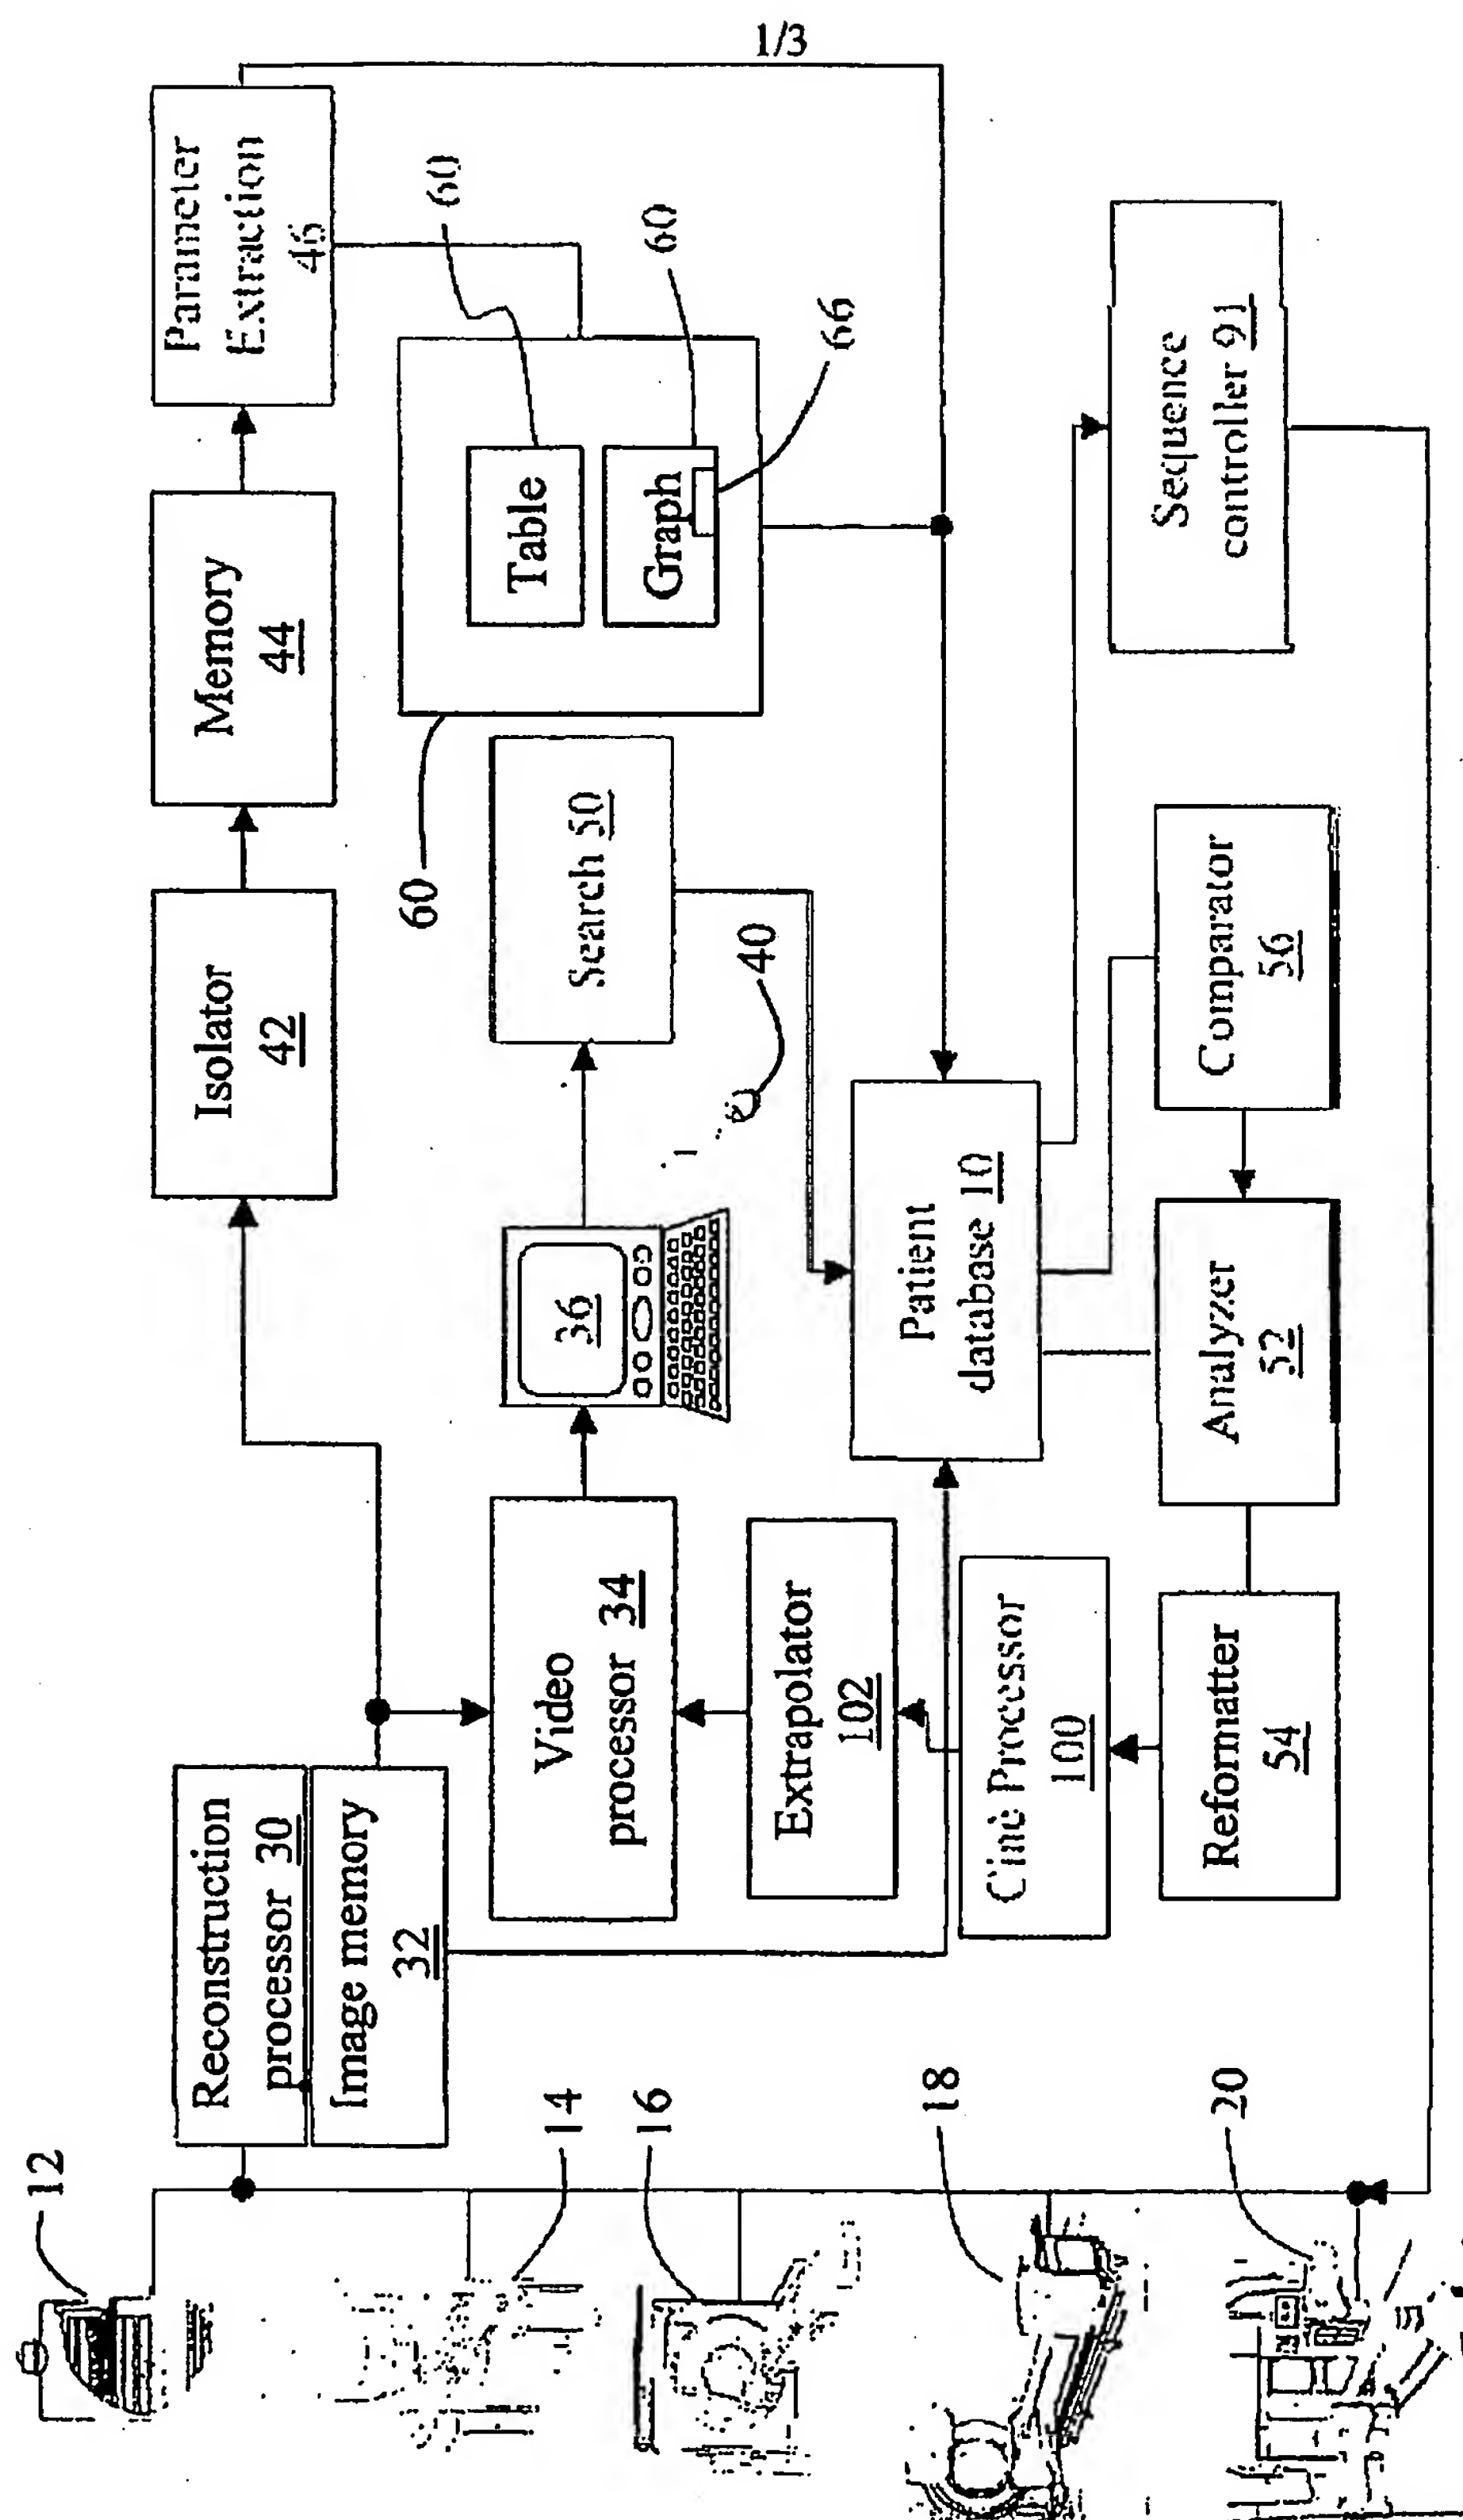 1/3
12
14
16
18
20
Reconstruction
processor 30
Image memory
32
Isolator
42
Memory
44
Parameter
Extraction
46
Video
processor 34
36
Search 50
60
Table
60
Graph
60
66
40
Extrapolator
102
Patient
database 10
Cine Processor
100
Sequence
controller 91
Reformatter
54
Analyzer
52
Comparator
56